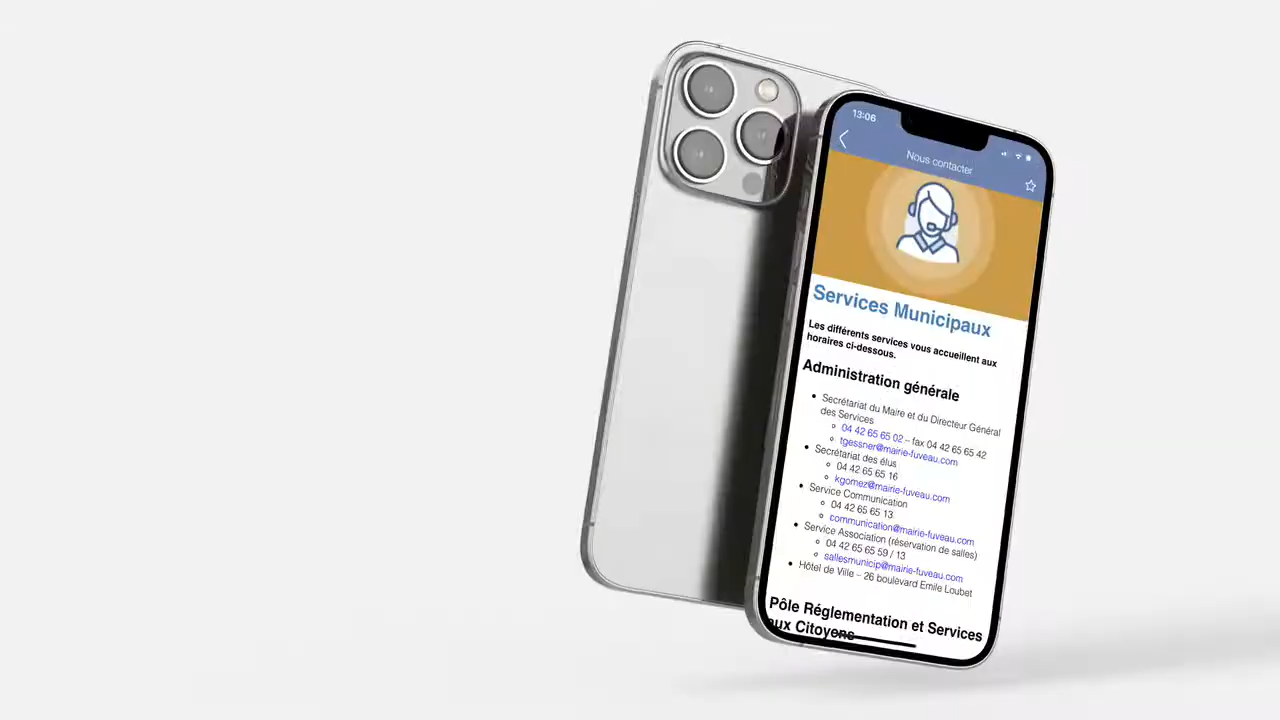 13:06
Nous contacter
Services Municipaux
Les différents services vous accueillent aux
horaires ci-dessous.
Administration générale
Secrétariat du Maire et du Directeur Général
des Services
04 42 65 65 02 – fax 04 42 65 65 42
tgessner@mairie-fuveau.com
Secrétariat des élus
04 42 65 65 16
kgomez@mairie-fuveau.com
Service Communication
04 42 65 65 13
communication@mairie-fuveau.com
Service Association (réservation de salles)
04 42 65 65 59 / 13
sallesmunicip@mairie-fuveau.com
Hôtel de Ville – 26 boulevard Emile Loubet
Pôle Réglementation et Services
aux Citoyens